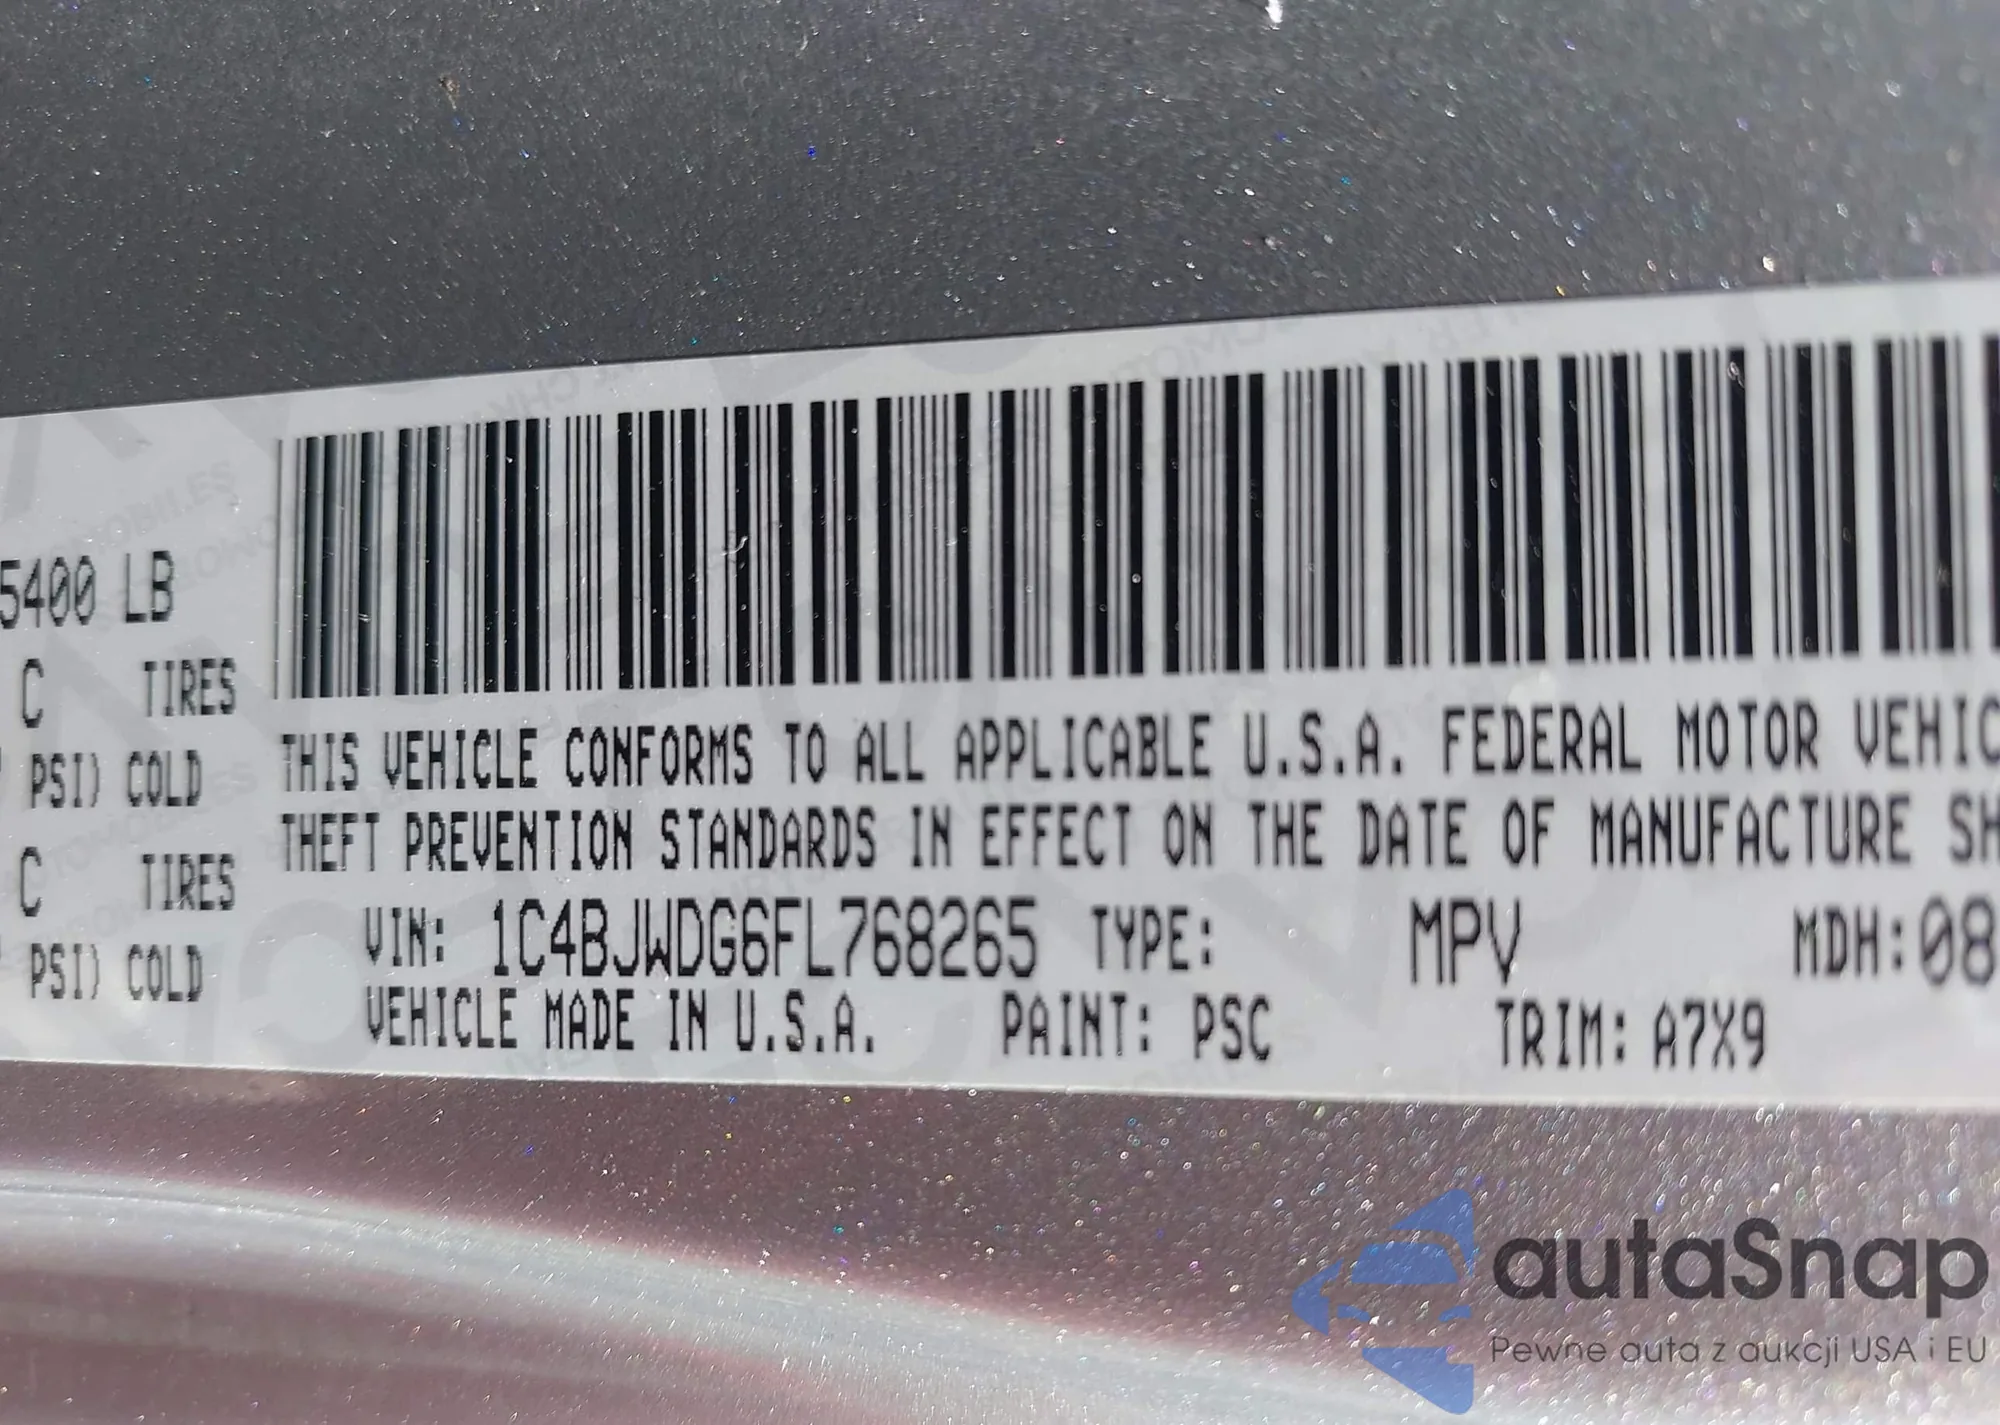 5400 LB
C TIRES
PSI) COLD
C TIRES
PSI) COLD
THIS VEHICLE CONFORMS TO ALL APPLICABLE U.S.A. FEDERAL MOTOR VEHIC
THEFT PREVENTION STANDARDS IN EFFECT ON THE DATE OF MANUFACTURE SH
VIN: 1C4BJWDG6FL768265 TYPE: MPV MDH:08
VEHICLE MADE IN U.S.A. PAINT: PSC TRIM: A7X9
autaSnap
Pewne auta z aukcji USA i EU